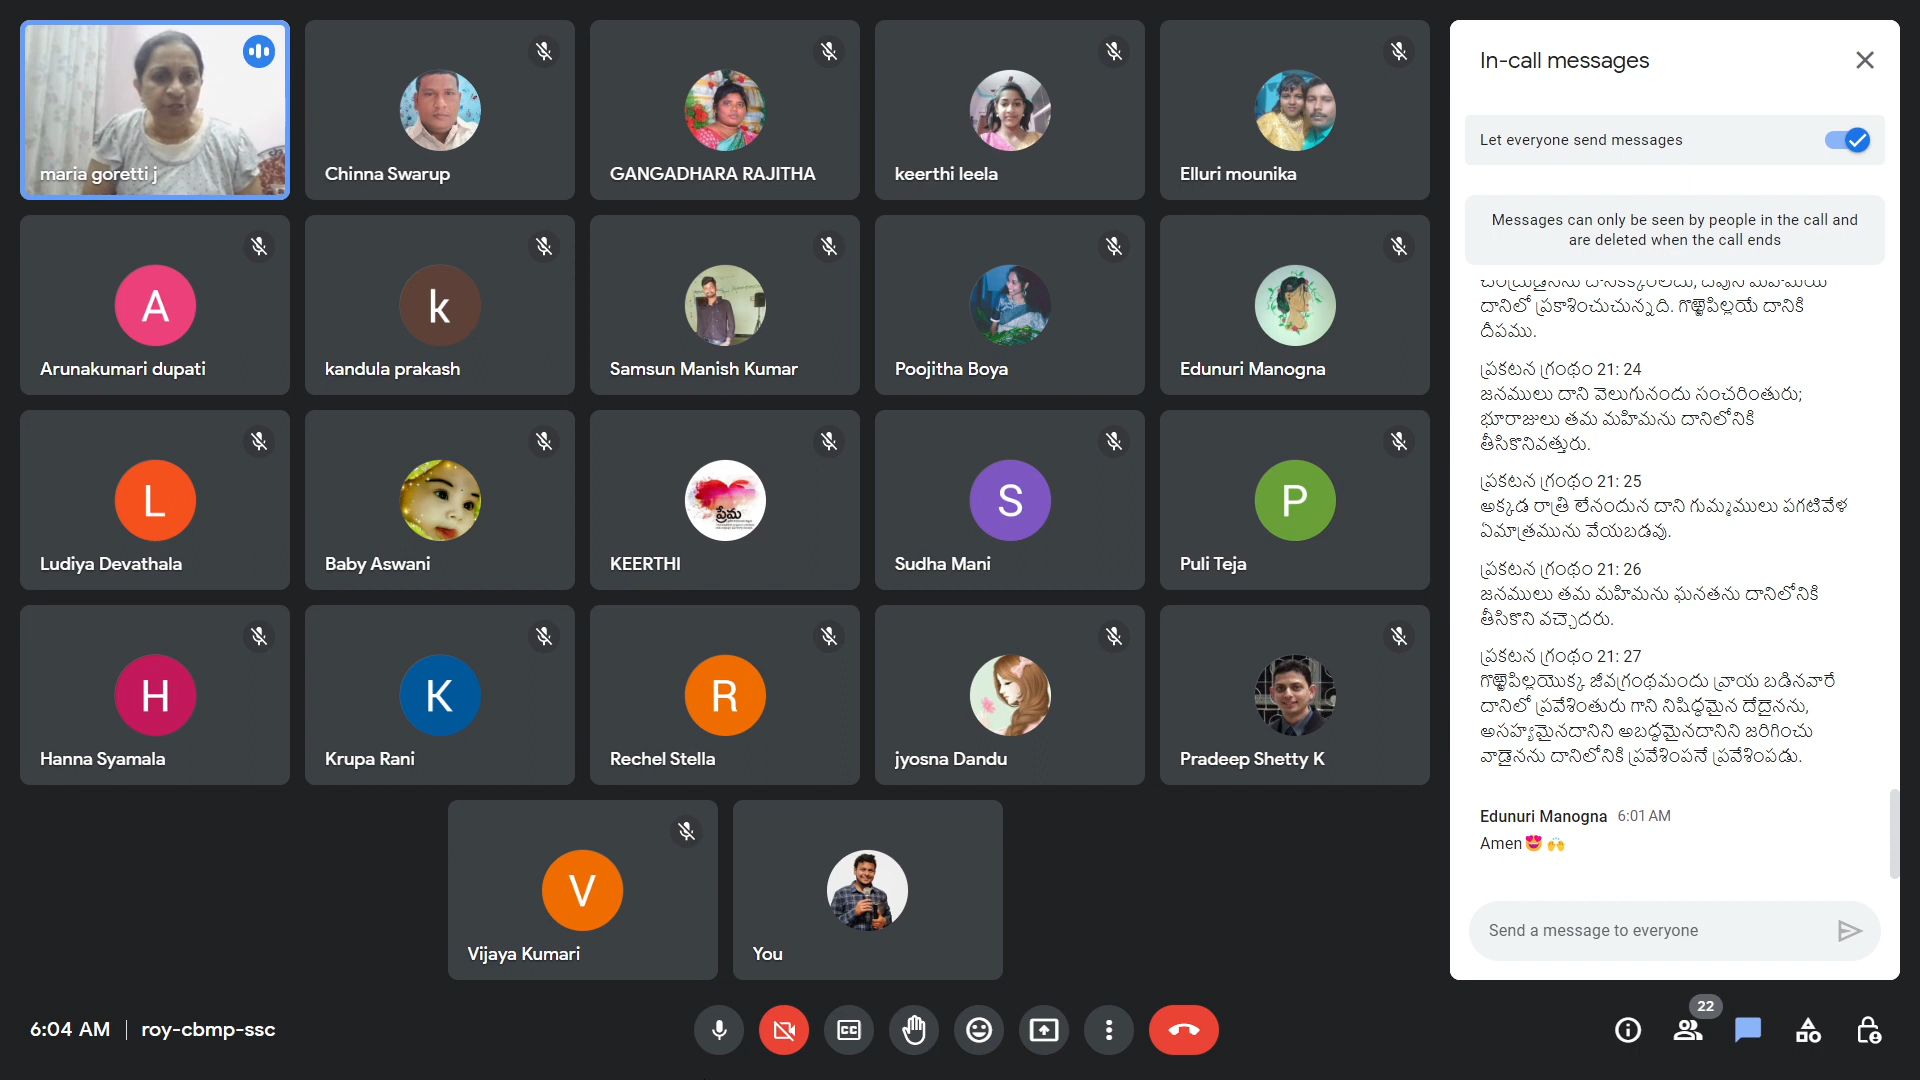 maria goretti j
Chinna Swarup
GANGADHARA RAJITHA
keerthi leela
Elluri mounika
A
Arunakumari dupati
k
kandula prakash
Samsun Manish Kumar
Poojitha Boya
Edunuri Manogna
L
Ludiya Devathala
Baby Aswani
ప్రేమ
KEERTHI
S
Sudha Mani
P
Puli Teja
H
Hanna Syamala
K
Krupa Rani
R
Rechel Stella
jyosna Dandu
Pradeep Shetty K
V
Vijaya Kumari
You
In-call messages
Let everyone send messages
Messages can only be seen by people in the call and
are deleted when the call ends
దానిలో ప్రకాశించుచున్నది. గొఱ్ఱెపిల్లయే దానికి
దీపము.
ప్రకటన గ్రంథం 21: 24
జనములు దాని వెలుగునందు సంచరింతురు;
భూరాజులు తమ మహిమను దానిలోనికి
తీసికొనివత్తురు.
ప్రకటన గ్రంథం 21: 25
అక్కడ రాత్రి లేనందున దాని గుమ్మములు పగటివేళ
ఏమాత్రమును వేయబడవు.
ప్రకటన గ్రంథం 21: 26
జనములు తమ మహిమను ఘనతను దానిలోనికి
తీసికొని వచ్చెదరు.
ప్రకటన గ్రంథం 21: 27
గొఱ్ఱెపిల్లయొక్క జీవగ్రంథమందు వ్రాయ బడినవారే
దానిలో ప్రవేశింతురు గాని నిషిద్ధమైన దేదైనను,
అసహ్యమైనదానిని అబద్ధమైనదానిని జరిగించు
వాడైనను దానిలోనికి ప్రవేశింపనే ప్రవేశింపడు.
Edunuri Manogna 6:01 AM
Amen😍🙌
Send a message to everyone
6:04 AM | roy-cbmp-ssc
CC
22